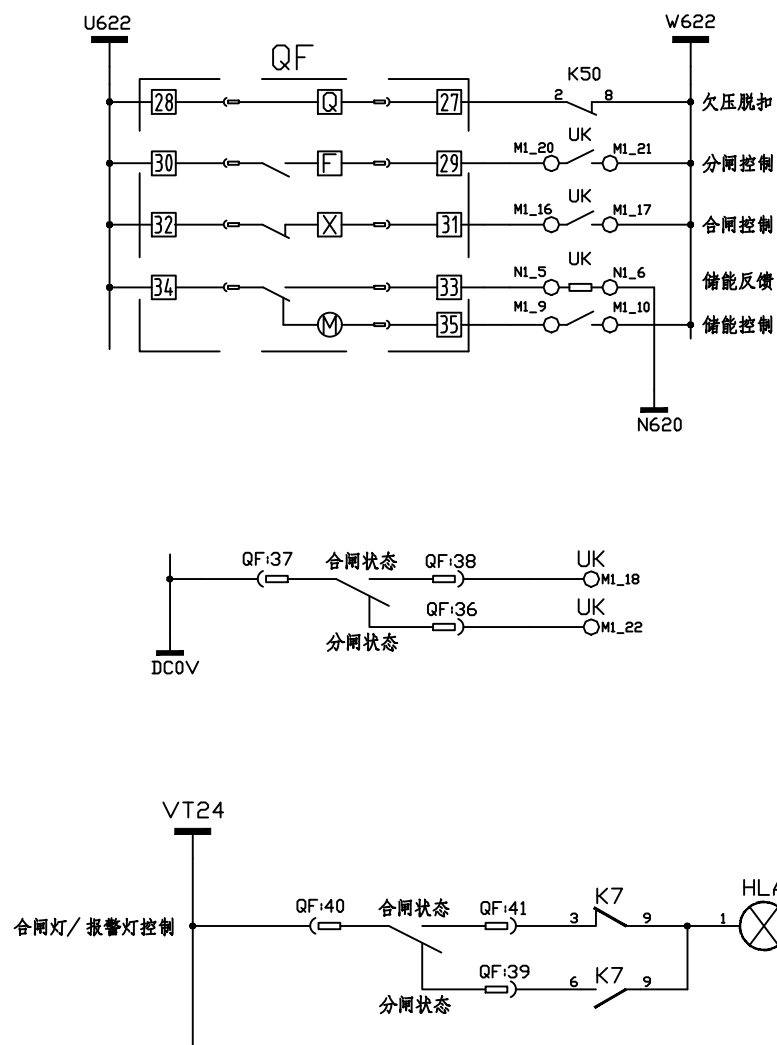 U622 W622
QF
28 Q 27 2 K50 8 欠压脱扣
30 F 29 M1_20 UK M1_21 分闸控制
32 X 31 M1_16 UK M1_17 合闸控制
34 33 N1_5 UK N1_6 储能反馈
M 35 M1_9 M1_10 储能控制
N620
QF:37 合闸状态 QF:38 UK
M1_18
QF:36 UK
M1_22
分闸状态
DC0V
VT24
合闸灯/报警灯控制 QF:40 合闸状态 QF:41 3 K7 9 1 HLA
QF:39 6 K7 9
分闸状态